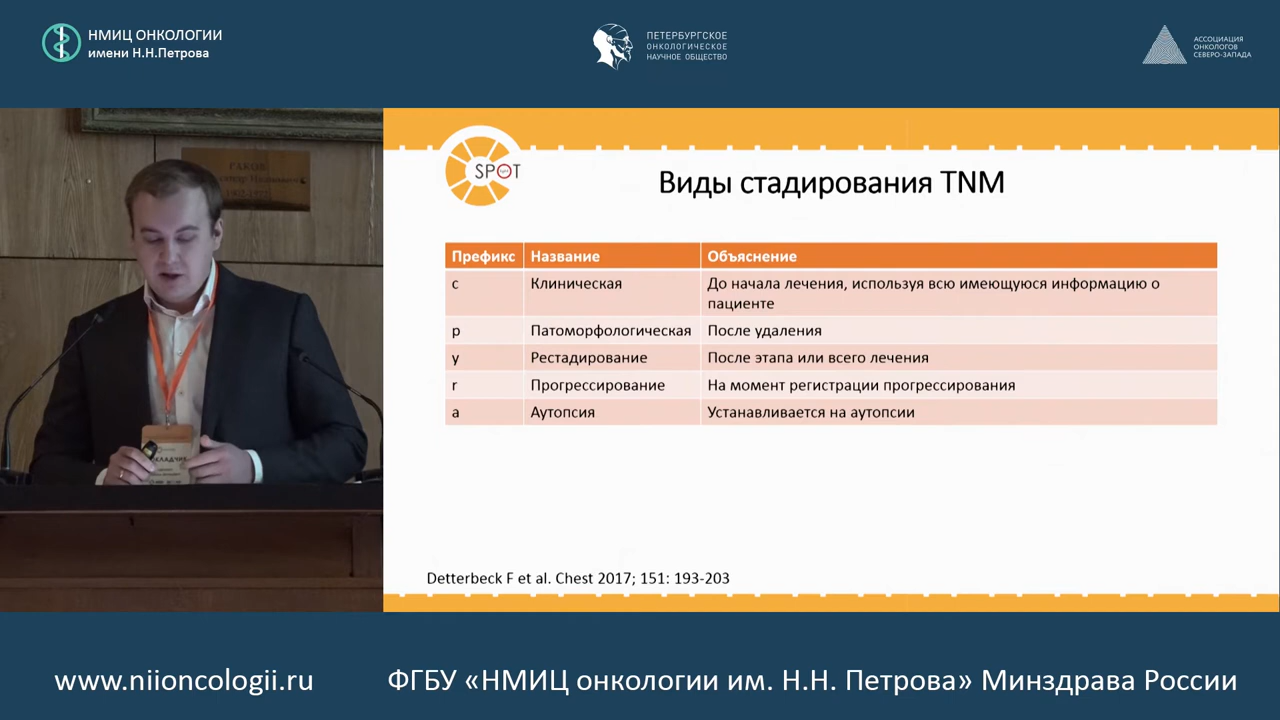 НМИЦ ОНКОЛОГИИ
имени Н.Н.Петрова
ПЕТЕРБУРГСКОЕ
ОНКОЛОГИЧЕСКОЕ
НАУЧНОЕ ОБЩЕСТВО
АССОЦИАЦИЯ
ОНКОЛОГОВ
СЕВЕРО-ЗАПАДА
SPOT
Виды стадирования TNM
Префикс Название Объяснение
c Клиническая До начала лечения, используя всю имеющуюся информацию о
пациенте
p Патоморфологическая После удаления
y Рестадирование После этапа или всего лечения
r Прогрессирование На момент регистрации прогрессирования
a Аутопсия Устанавливается на аутопсии
Detterbeck F et al. Chest 2017; 151: 193-203
www.niioncologii.ru
ФГБУ «НМИЦ онкологии им. Н.Н. Петрова» Минздрава России